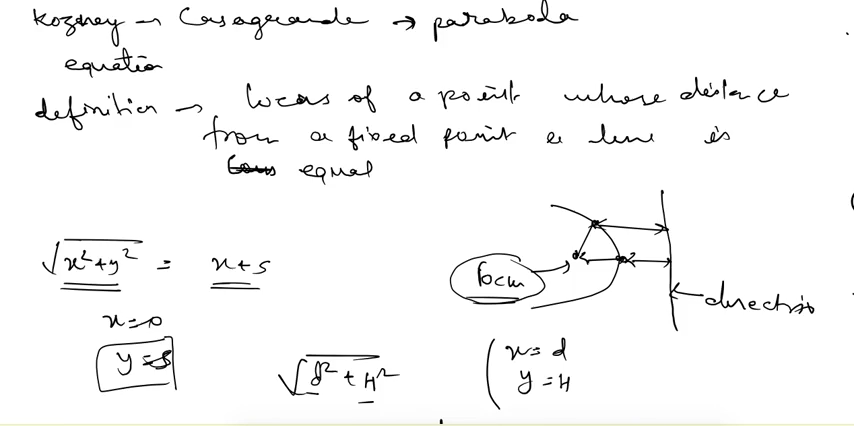 Kozney → Casagrande → parabola
equation
definition → locus of a point whose distance
from a fixed point & line is
equal
√x²+y² = x+s
focus
directrix
x=0
y=s
√d²+H²
x=d
y=H